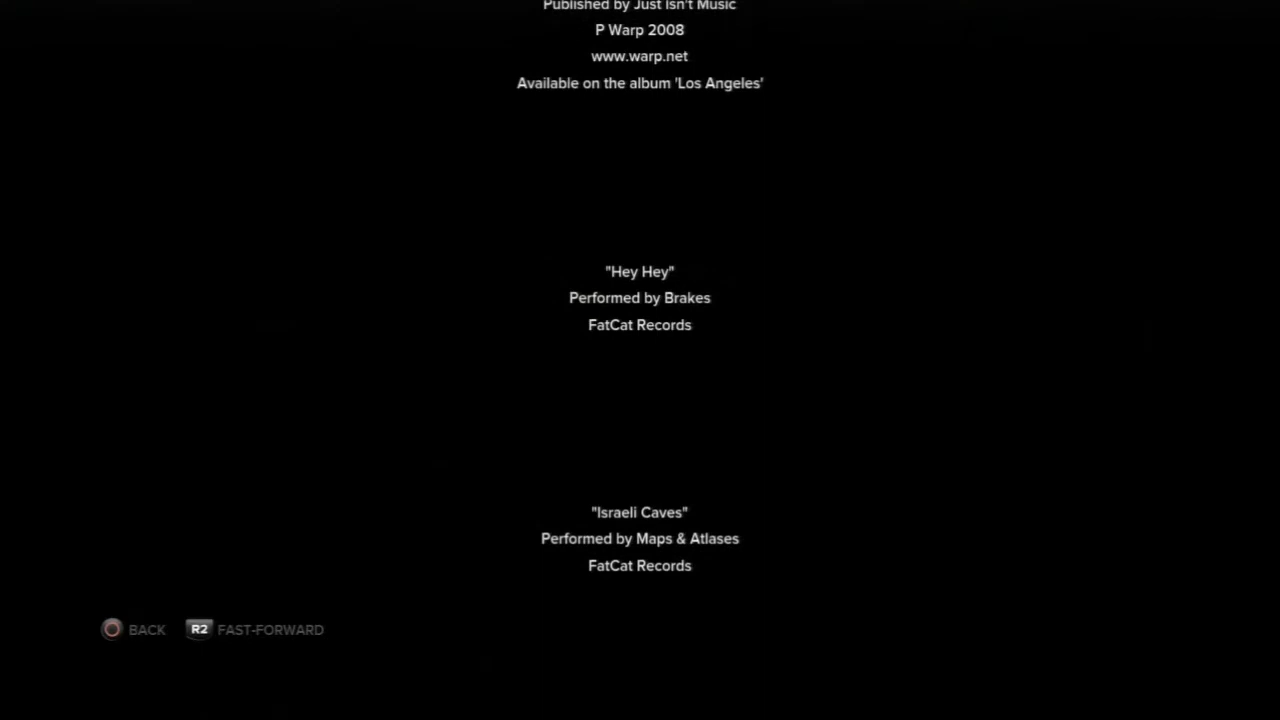 Published by Just Isn't Music
P Warp 2008
www.warp.net
Available on the album 'Los Angeles'
"Hey Hey"
Performed by Brakes
FatCat Records
"Israeli Caves"
Performed by Maps & Atlases
FatCat Records
BACK R2 FAST-FORWARD